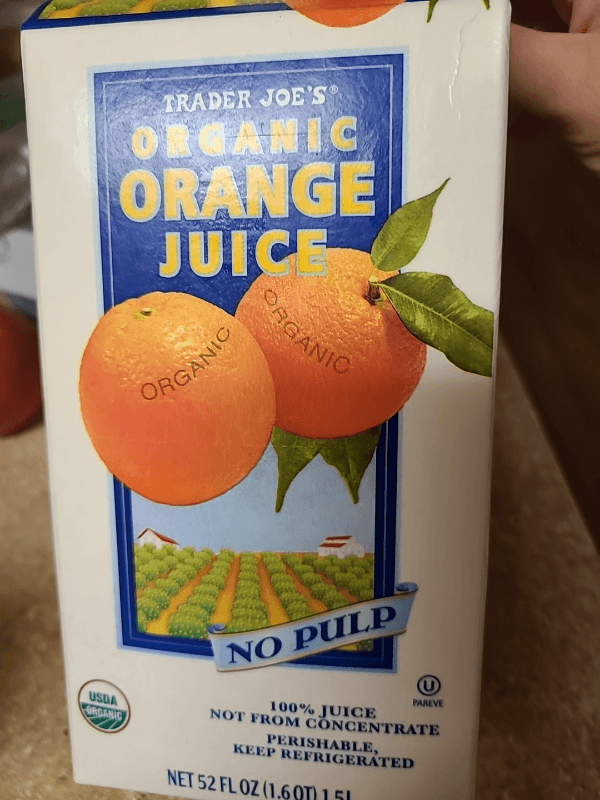 TRADER JOE'S®
ORGANIC
ORANGE
JUICE
ORGANIC
ORGANIC
NO PULP
U
PAREVE
USDA
ORGANIC
100% JUICE
NOT FROM CONCENTRATE
PERISHABLE,
KEEP REFRIGERATED
NET 52 FL OZ (1.6 QT) 1.5L